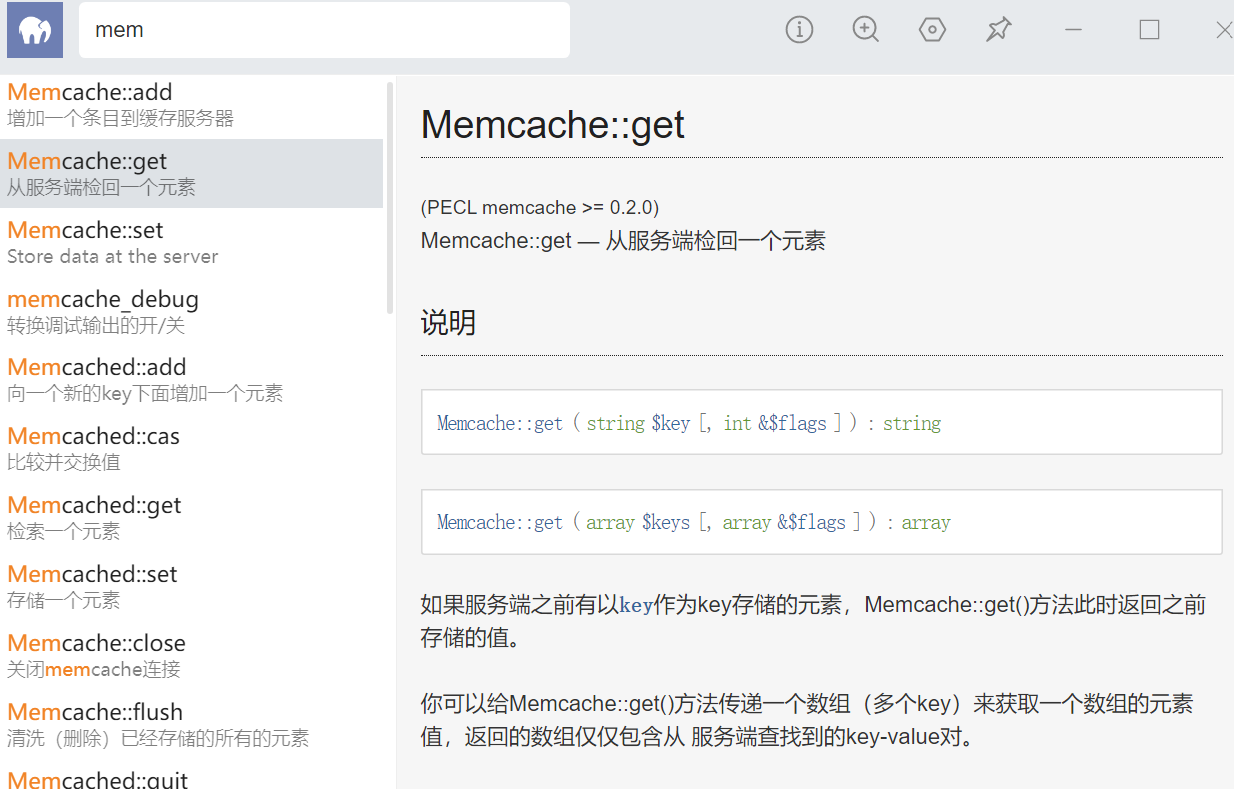 mem
Memcache::add
增加一个条目到缓存服务器
Memcache::get
从服务端检回一个元素
Memcache::set
Store data at the server
memcache_debug
转换调试输出的开/关
Memcached::add
向一个新的key下面增加一个元素
Memcached::cas
比较并交换值
Memcached::get
检索一个元素
Memcached::set
存储一个元素
Memcache::close
关闭memcache连接
Memcache::flush
清洗（删除）已经存储的所有的元素
Memcached::quit
Memcache::get
(PECL memcache >= 0.2.0)
Memcache::get — 从服务端检回一个元素
说明
Memcache::get ( string $key [, int &$flags ] ) : string
Memcache::get ( array $keys [, array &$flags ] ) : array
如果服务端之前有以key作为key存储的元素，Memcache::get()方法此时返回之前
存储的值。
你可以给Memcache::get()方法传递一个数组（多个key）来获取一个数组的元素
值，返回的数组仅仅包含从 服务端查找到的key-value对。